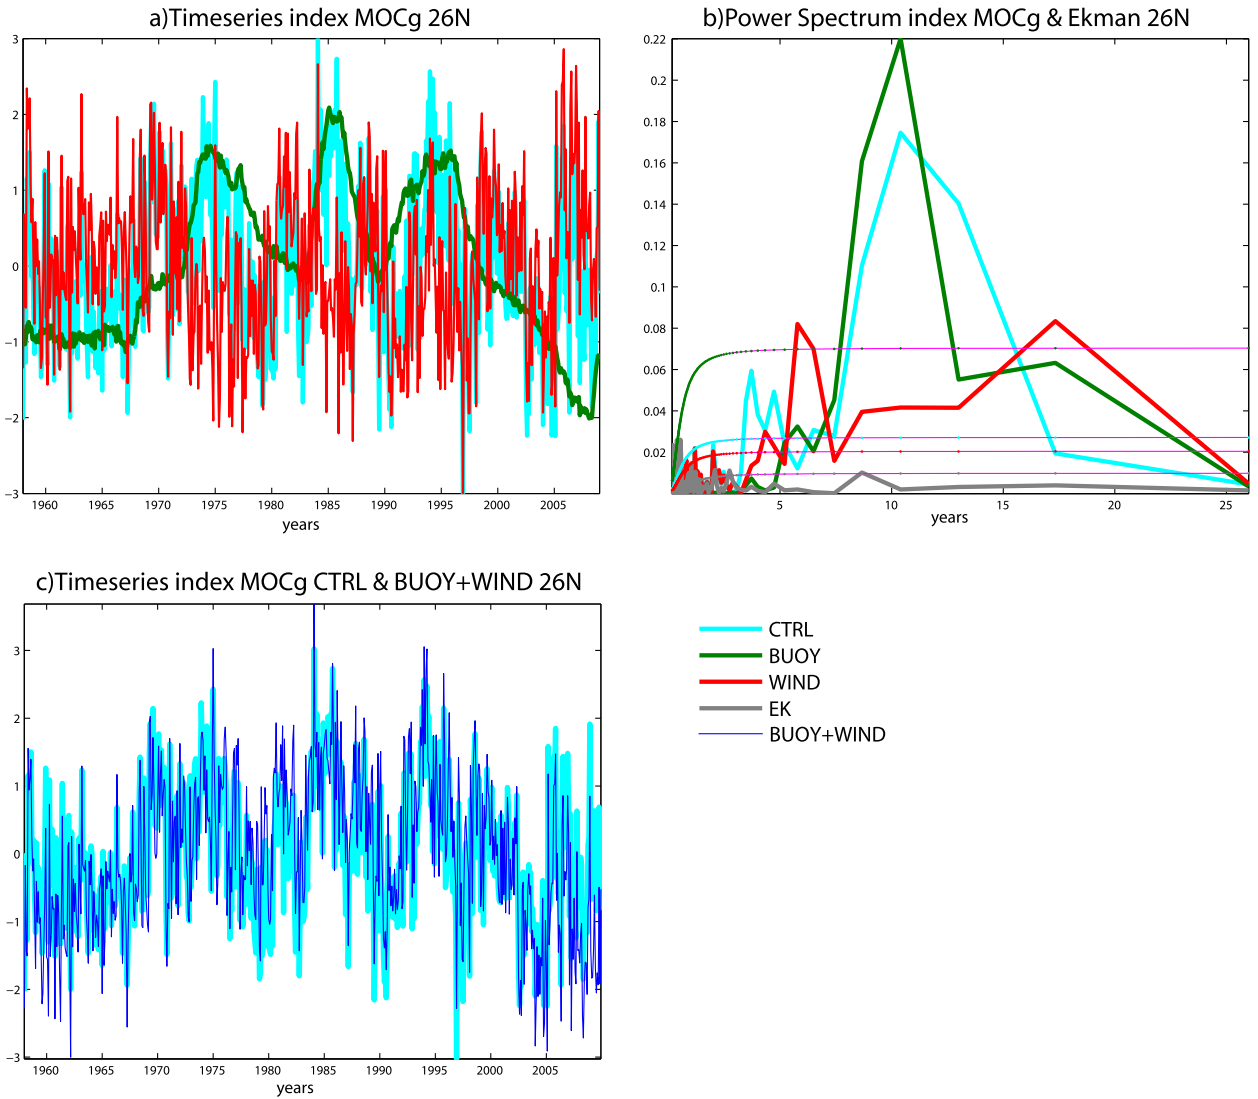 a)Timeseries index MOCg 26N
3
2
1
0
−1
−2
−3
1960 1965 1970 1975 1980 1985 1990 1995 2000 2005
years
b)Power Spectrum index MOCg & Ekman 26N
0.22
0.2
0.18
0.16
0.14
0.12
0.1
0.08
0.06
0.04
0.02
5 10 15 20 25
years
c)Timeseries index MOCg CTRL & BUOY+WIND 26N
3
2
1
0
−1
−2
−3
1960 1965 1970 1975 1980 1985 1990 1995 2000 2005
years
CTRL
BUOY
WIND
EK
BUOY+WIND